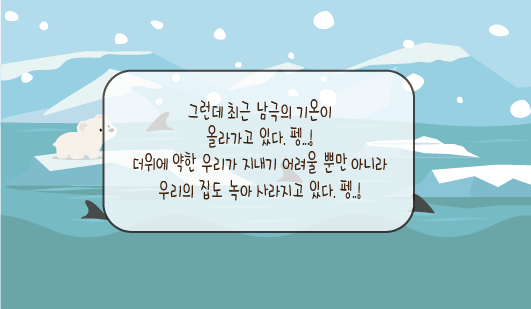 그런데 최근 남극의 기온이
올라가고 있다. 펭..!
더위에 약한 우리가 지내기 어려울 뿐만 아니라
우리의 집도 녹아 사라지고 있다. 펭..!